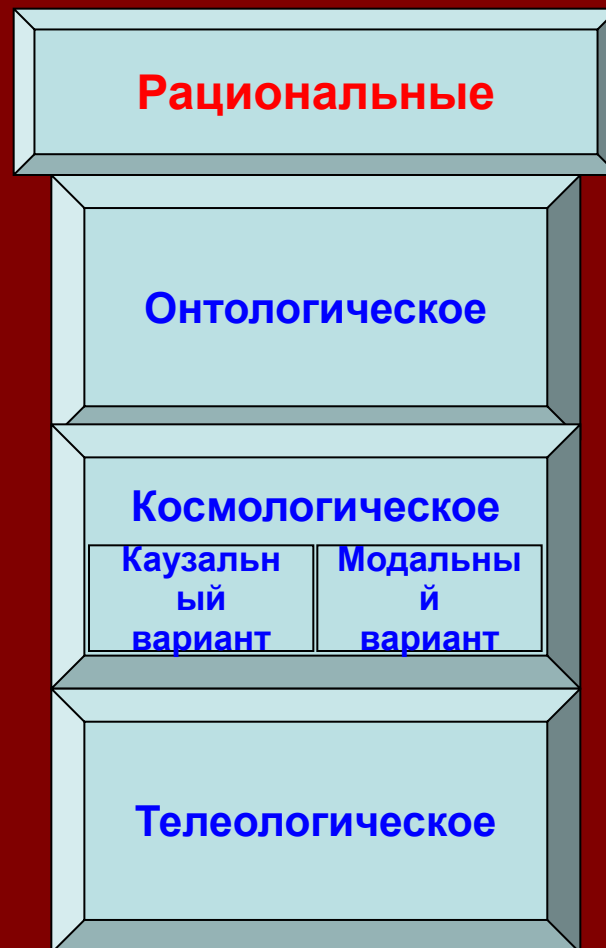 Рациональные
Онтологическое
Космологическое
Каузальн
ый
вариант
Модальны
й
вариант
Телеологическое